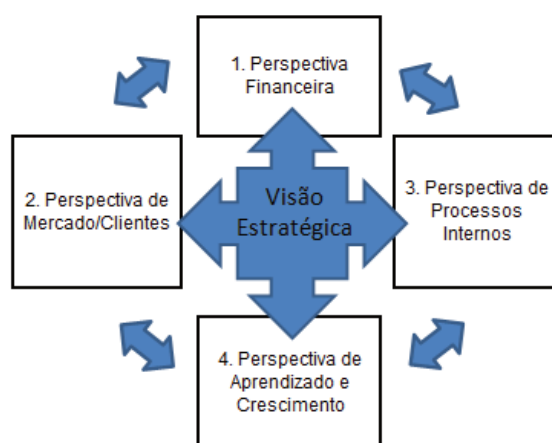 1. Perspectiva
Financeira
2. Perspectiva de
Mercado/Clientes
Visão
Estratégica
3. Perspectiva de
Processos
Internos
4. Perspectiva de
Aprendizado e
Crescimento